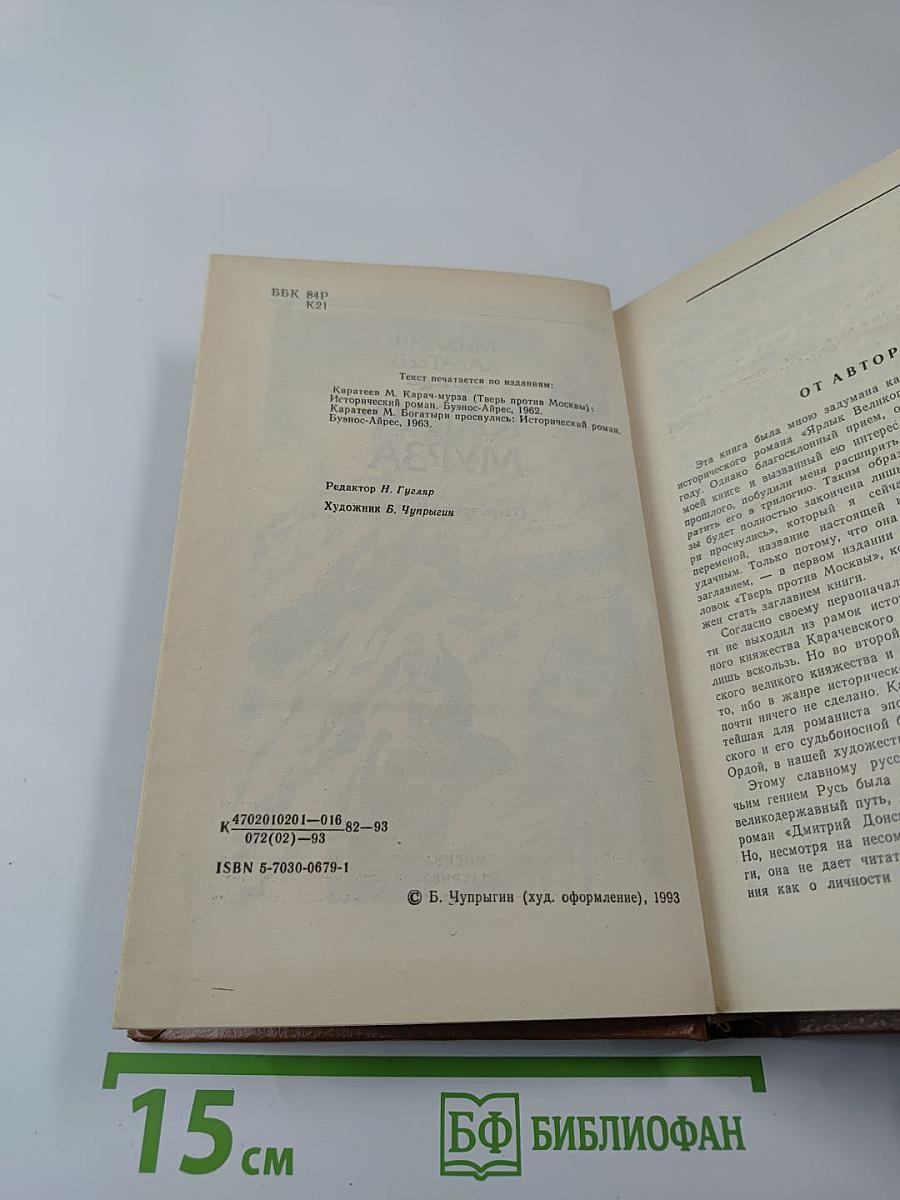 ББК 84Р
К21
Текст печатается по изданиям:
Каратеев М. Карач-мурза (Тверь против Москвы):
Исторический роман. Буэнос-Айрес, 1962.
Каратеев М. Богатыри проснулись: Исторический роман.
Буэнос-Айрес, 1963.
МУРЗА
Редактор Н. Гугляр
Художник Б. Чупрыгин
К 4702010201—016 82—93
072(02)—93
ISBN 5-7030-0679-1
© Б. Чупрыгин (худ. оформление), 1993
ОТ АВТОР
Эта книга была мною задумана ка
исторического романа «Ярлык Великог
году. Однако благосклонный прием, о
моей книге и вызванный ею интерес
прошлого, побудили меня расширить
ратить его в трилогию. Таким образ
зы будет полностью закончена лишь
ри проснулись», который я сейча
переменой, название настоящей к
удачным. Только потому, что она
заглавием, — в первом издании
ловок «Тверь против Москвы», ко
жен стать заглавием книги.
Согласно своему первоначал
ти не выходил из рамок исто
ного княжества Карачевского
лишь вскользь. Но во второй
ского великого княжества и
то, ибо в жанре историческо
почти ничего не сделано. Ка
тейшая для романиста эпо
ского и его судьбоносной б
Ордой, в нашей художеств
Этому славному русс
чьим гением Русь была
великодержавный путь,
роман «Дмитрий Донс
Но, несмотря на несом
ги, она не дает читат
ния как о личности
15 см
БФ БИБЛИОФАН